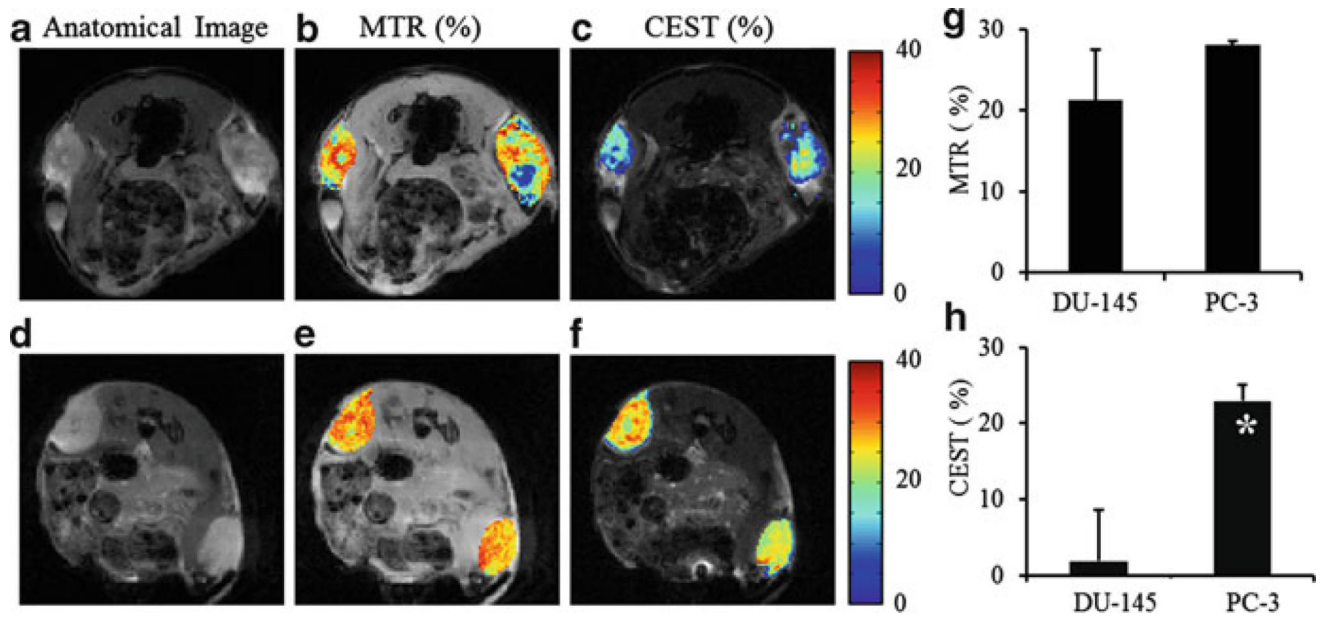 a Anatomical Image
b MTR (%)
c CEST (%)
40
20
0
d
e
f
40
20
0
g
30
20
10
0
MTR ( %)
DU-145 PC-3
h
30
20
10
0
CEST ( %)
*
DU-145 PC-3